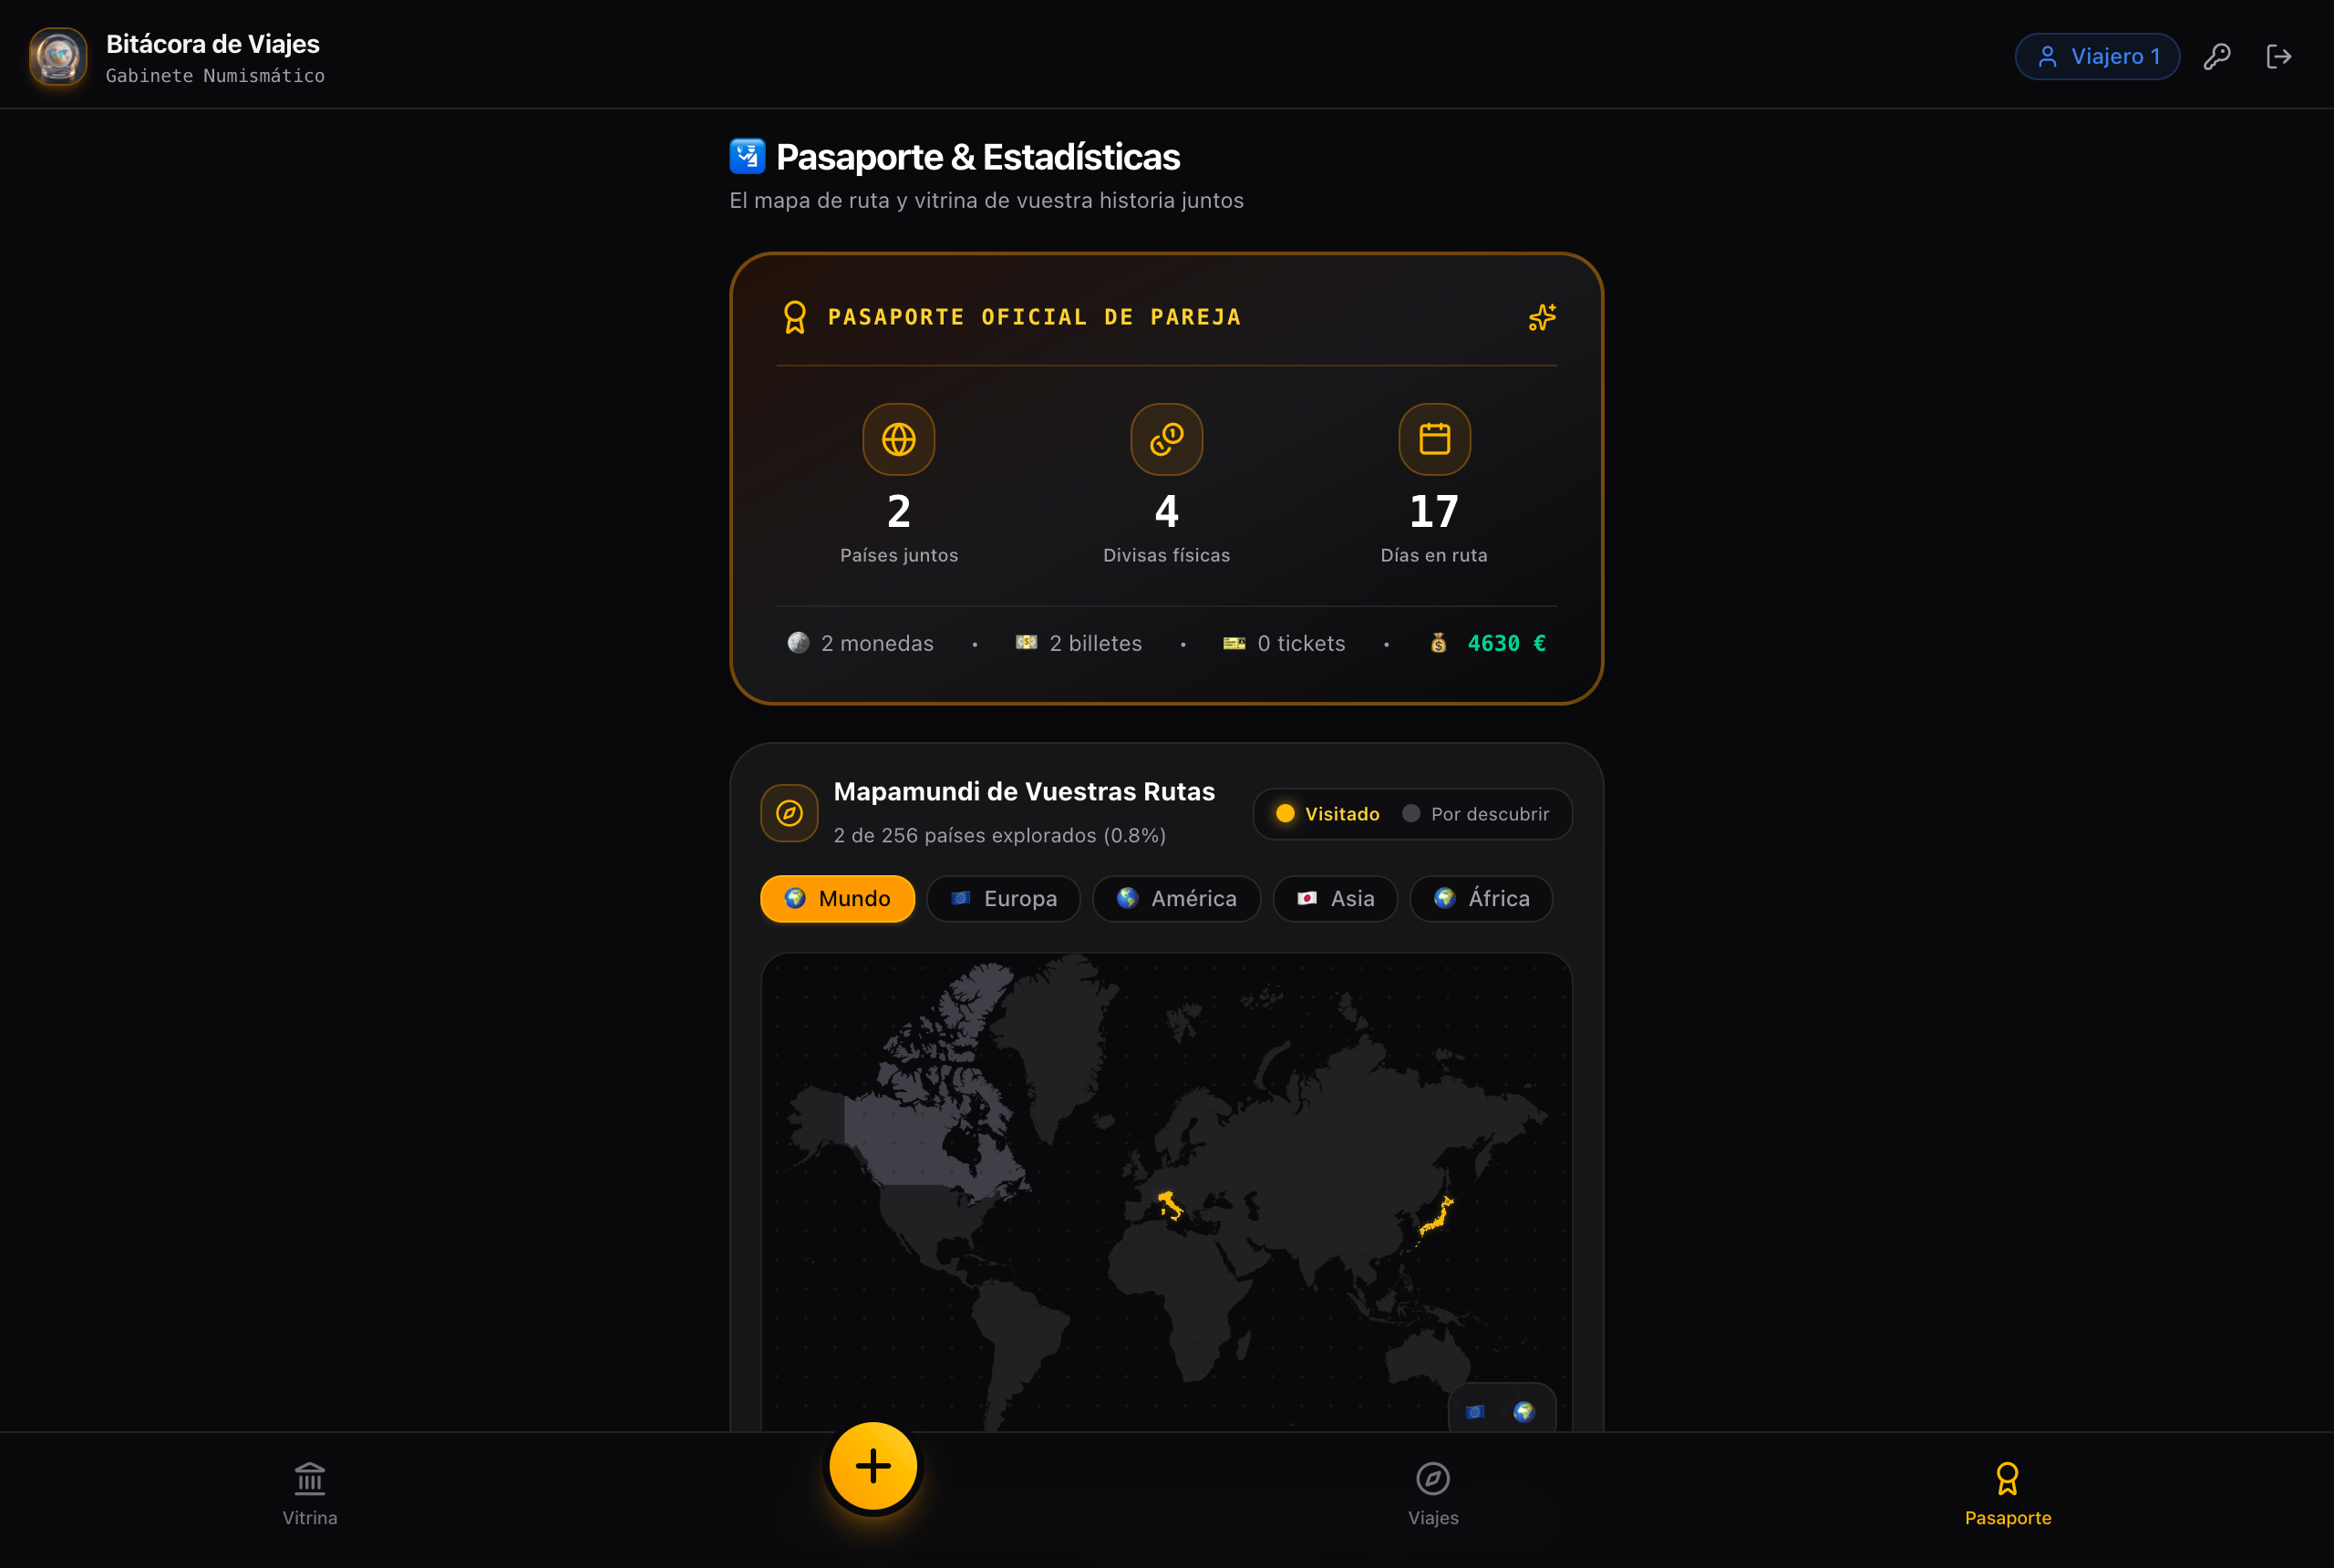 Bitácora de Viajes
Gabinete Numismático
Viajero 1
Pasaporte & Estadísticas
El mapa de ruta y vitrina de vuestra historia juntos
PASAPORTE OFICIAL DE PAREJA
2
Países juntos
4
Divisas físicas
17
Días en ruta
2 monedas • 2 billetes • 0 tickets • 4630 €
Mapamundi de Vuestras Rutas
2 de 256 países explorados (0.8%)
Visitado Por descubrir
Mundo Europa América Asia África
Vitrina
Viajes
Pasaporte